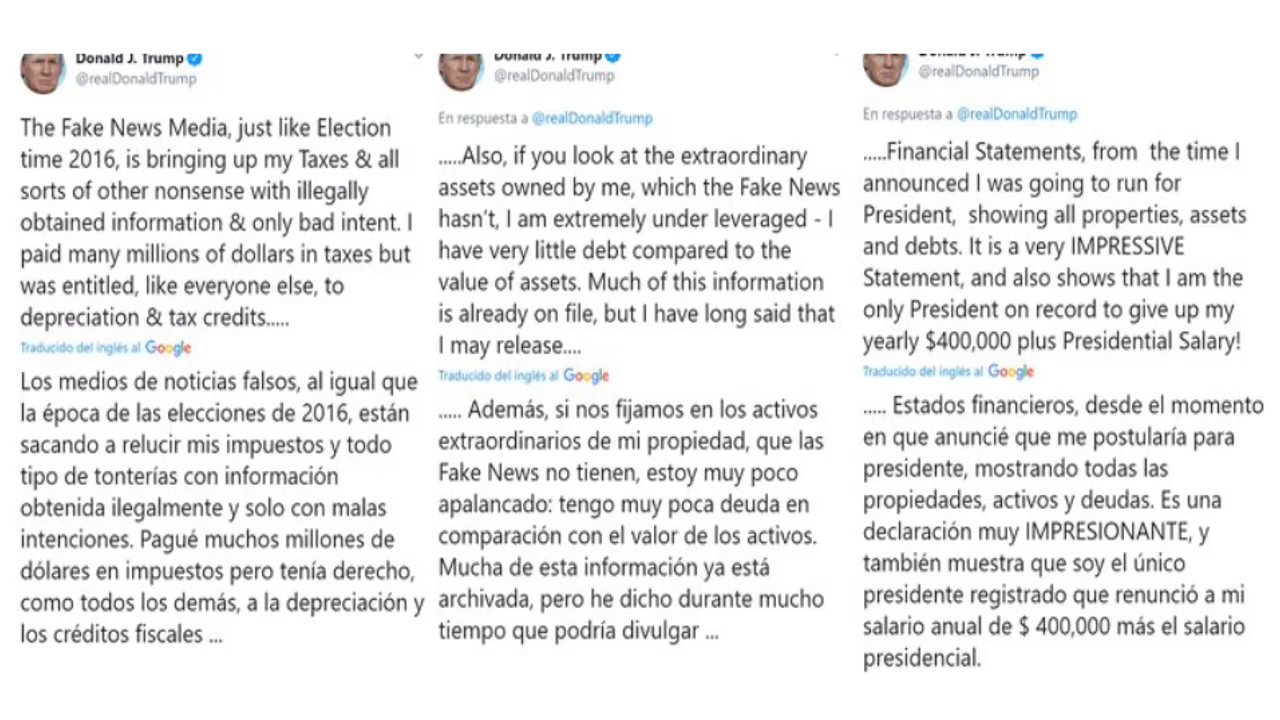 Donald J. Trump
@realDonaldTrump
The Fake News Media, just like Election
time 2016, is bringing up my Taxes & all
sorts of other nonsense with illegally
obtained information & only bad intent. I
paid many millions of dollars in taxes but
was entitled, like everyone else, to
depreciation & tax credits.....
Traducido del inglés al Google
Los medios de noticias falsos, al igual que
la época de las elecciones de 2016, están
sacando a relucir mis impuestos y todo
tipo de tonterías con información
obtenida ilegalmente y solo con malas
intenciones. Pagué muchos millones de
dólares en impuestos pero tenía derecho,
como todos los demás, a la depreciación y
los créditos fiscales ...
Donald J. Trump
@realDonaldTrump
En respuesta a @realDonaldTrump
.....Also, if you look at the extraordinary
assets owned by me, which the Fake News
hasn't, I am extremely under leveraged - I
have very little debt compared to the
value of assets. Much of this information
is already on file, but I have long said that
I may release....
Traducido del inglés al Google
..... Además, si nos fijamos en los activos
extraordinarios de mi propiedad, que las
Fake News no tienen, estoy muy poco
apalancado: tengo muy poca deuda en
comparación con el valor de los activos.
Mucha de esta información ya está
archivada, pero he dicho durante mucho
tiempo que podría divulgar ...
Donald J. Trump
@realDonaldTrump
En respuesta a @realDonaldTrump
.....Financial Statements, from the time I
announced I was going to run for
President, showing all properties, assets
and debts. It is a very IMPRESSIVE
Statement, and also shows that I am the
only President on record to give up my
yearly $400,000 plus Presidential Salary!
Traducido del inglés al Google
..... Estados financieros, desde el momento
en que anuncié que me postularía para
presidente, mostrando todas las
propiedades, activos y deudas. Es una
declaración muy IMPRESIONANTE, y
también muestra que soy el único
presidente registrado que renunció a mi
salario anual de $ 400,000 más el salario
presidencial.